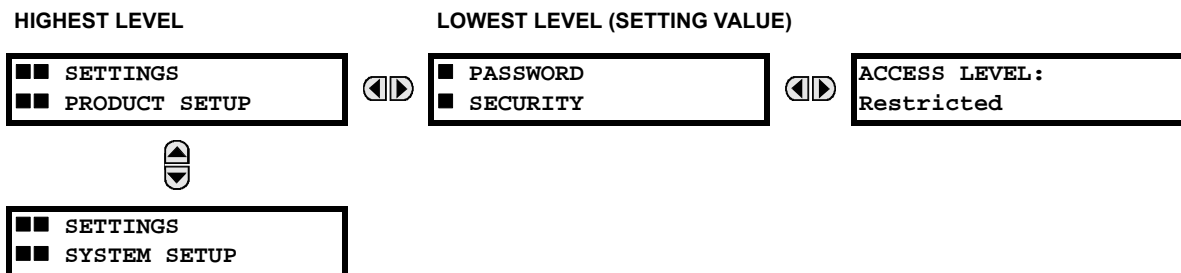 HIGHEST LEVEL
LOWEST LEVEL (SETTING VALUE)
■■ SETTINGS
■■ PRODUCT SETUP
■ PASSWORD
■ SECURITY
ACCESS LEVEL:
Restricted
■■ SETTINGS
■■ SYSTEM SETUP